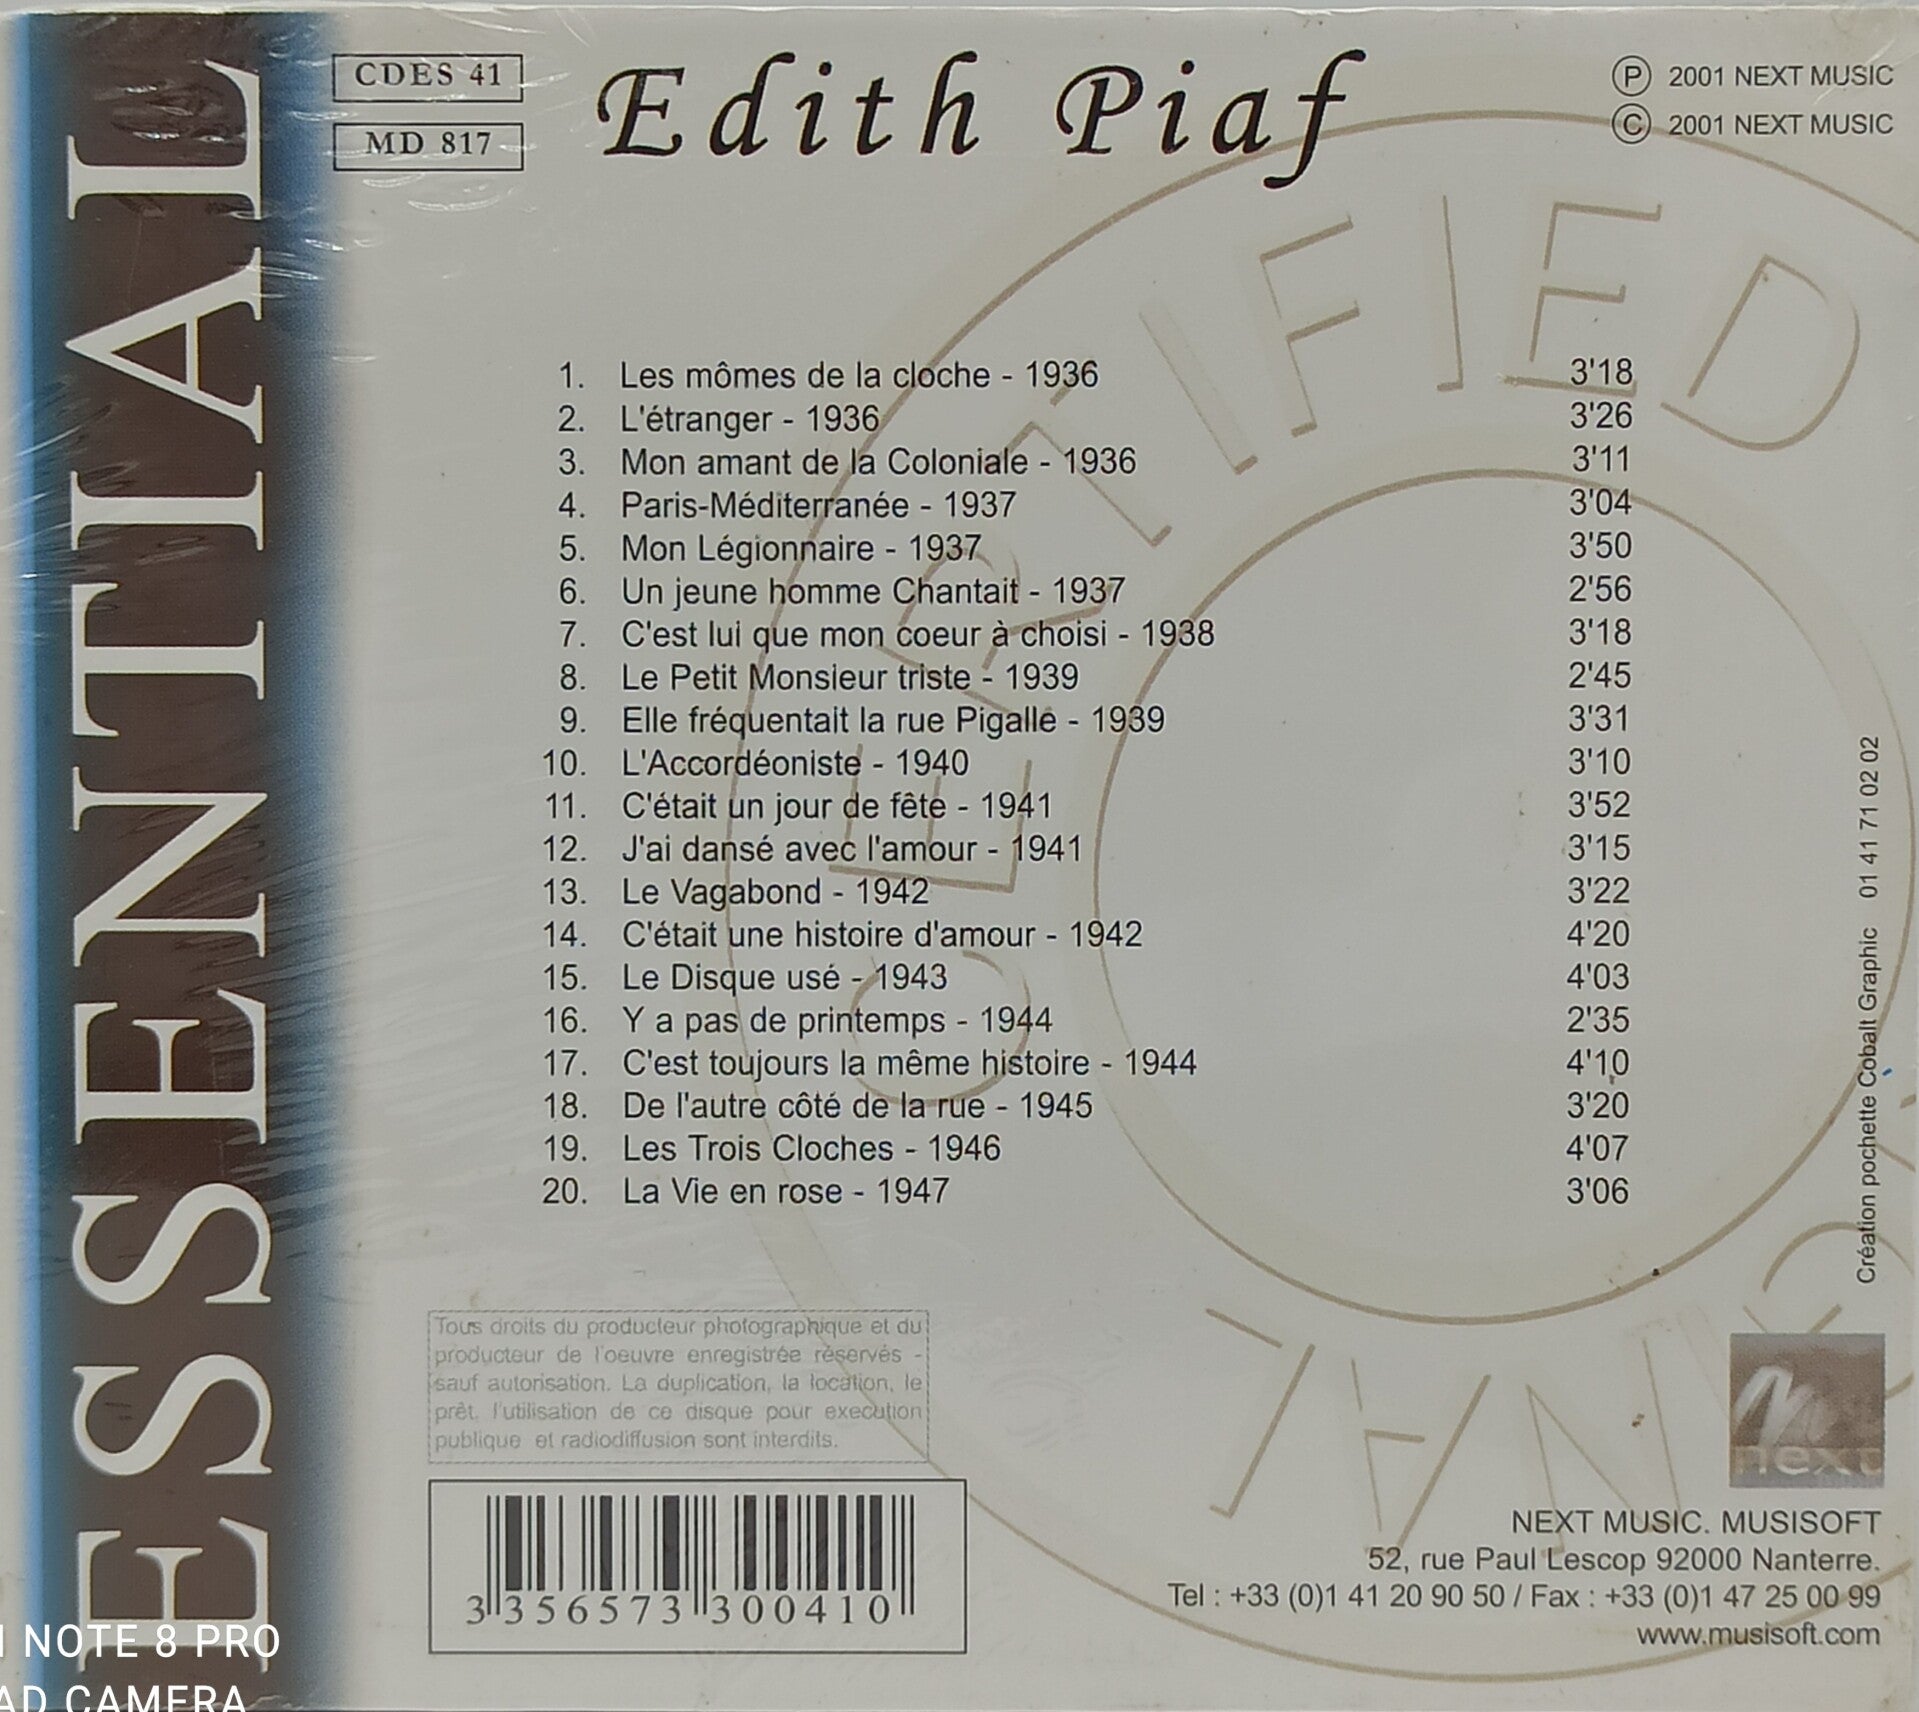 ESSENTIAL
CDES 41
MD 817
Edith Piaf
Ⓟ 2001 NEXT MUSIC
© 2001 NEXT MUSIC
CERTIFIED
1. Les mômes de la cloche - 1936 3'18
2. L'étranger - 1936 3'26
3. Mon amant de la Coloniale - 1936 3'11
4. Paris-Méditerranée - 1937 3'04
5. Mon Légionnaire - 1937 3'50
6. Un jeune homme Chantait - 1937 2'56
7. C'est lui que mon coeur à choisi - 1938 3'18
8. Le Petit Monsieur triste - 1939 2'45
9. Elle fréquentait la rue Pigalle - 1939 3'31
10. L'Accordéoniste - 1940 3'10
11. C'était un jour de fête - 1941 3'52
12. J'ai dansé avec l'amour - 1941 3'15
13. Le Vagabond - 1942 3'22
14. C'était une histoire d'amour - 1942 4'20
15. Le Disque usé - 1943 4'03
16. Y a pas de printemps - 1944 2'35
17. C'est toujours la même histoire - 1944 4'10
18. De l'autre côté de la rue - 1945 3'20
19. Les Trois Cloches - 1946 4'07
20. La Vie en rose - 1947 3'06
Création pochette Cobalt Graphic 01 41 71 02 02
Tous droits du producteur photographique et du
producteur de l'oeuvre enregistrée réservés -
sauf autorisation. La duplication, la location, le
prêt, l'utilisation de ce disque pour execution
publique et radiodiffusion sont interdits.
3 356573 300410
next
NEXT MUSIC. MUSISOFT
52, rue Paul Lescop 92000 Nanterre.
Tel : +33 (0)1 41 20 90 50 / Fax : +33 (0)1 47 25 00 99
www.musisoft.com
NOTE 8 PRO
CAMERA